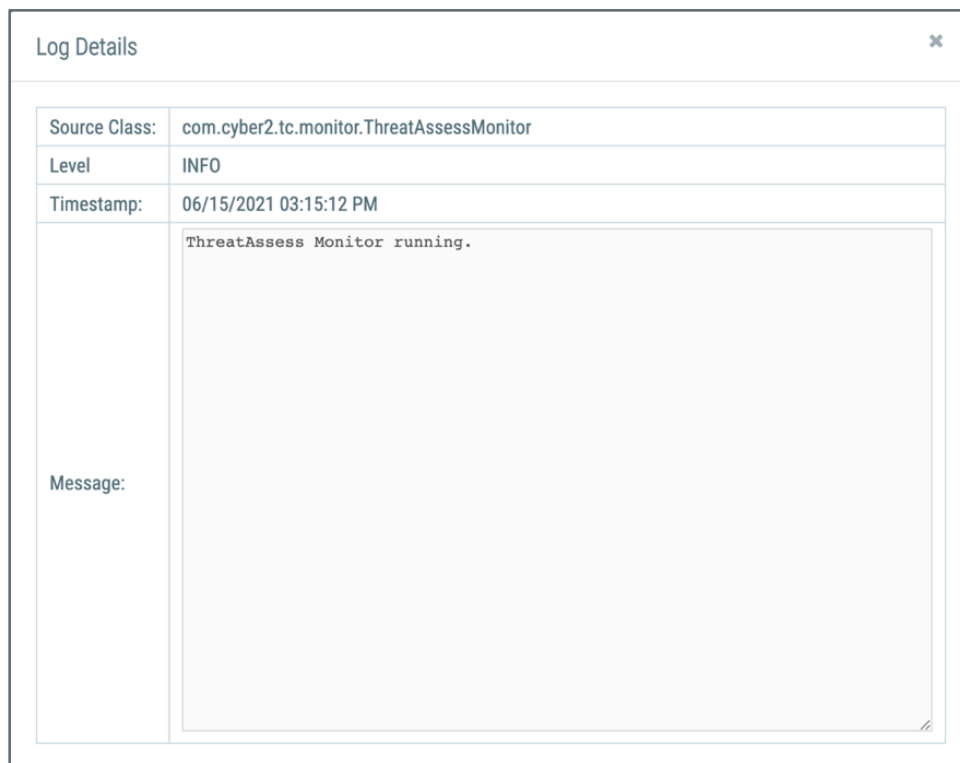 Log Details
Source Class: com.cyber2.tc.monitor.ThreatAssessMonitor
Level INFO
Timestamp: 06/15/2021 03:15:12 PM
Message: ThreatAssess Monitor running.